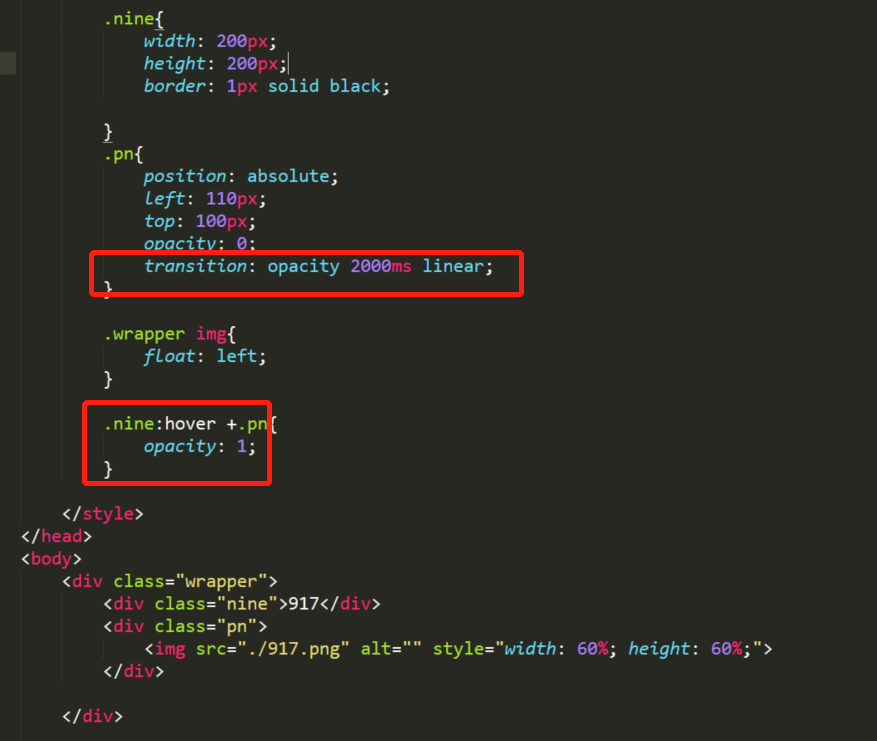 .nine{
width: 200px;
height: 200px;
border: 1px solid black;
}
.pn{
position: absolute;
left: 110px;
top: 100px;
opacity: 0;
transition: opacity 2000ms linear;
}
.wrapper img{
float: left;
}
.nine:hover +.pn{
opacity: 1;
}
</style>
</head>
<body>
<div class="wrapper">
<div class="nine">917</div>
<div class="pn">
<img src="./917.png" alt="" style="width: 60%; height: 60%;">
</div>
</div>